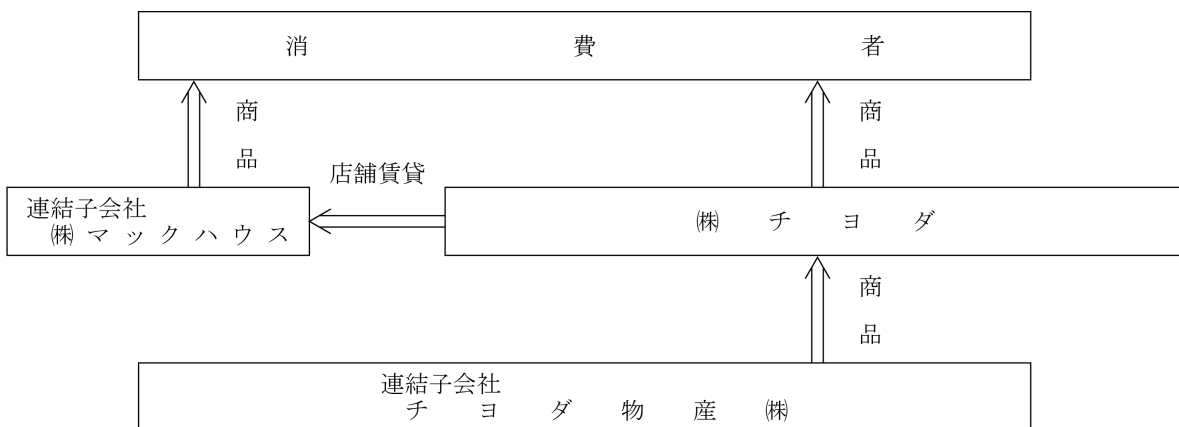 消費者
商品
商品
店舗賃貸
連結子会社
㈱マックハウス
㈱チヨダ
商品
連結子会社
チヨダ物産㈱